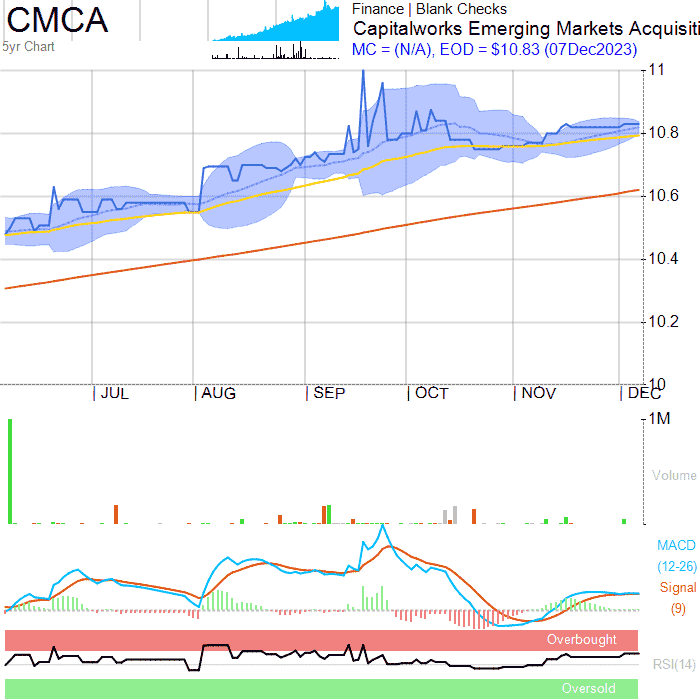 CMCA
5yr Chart
Finance | Blank Checks
Capitalworks Emerging Markets Acquisiti
MC = (N/A), EOD = $10.83 (07Dec2023)
11
10.8
10.6
10.4
10.2
10
JUL AUG SEP OCT NOV DEC
1M
Volume
MACD
(12-26)
Signal
(9)
Overbought
RSI(14)
Oversold